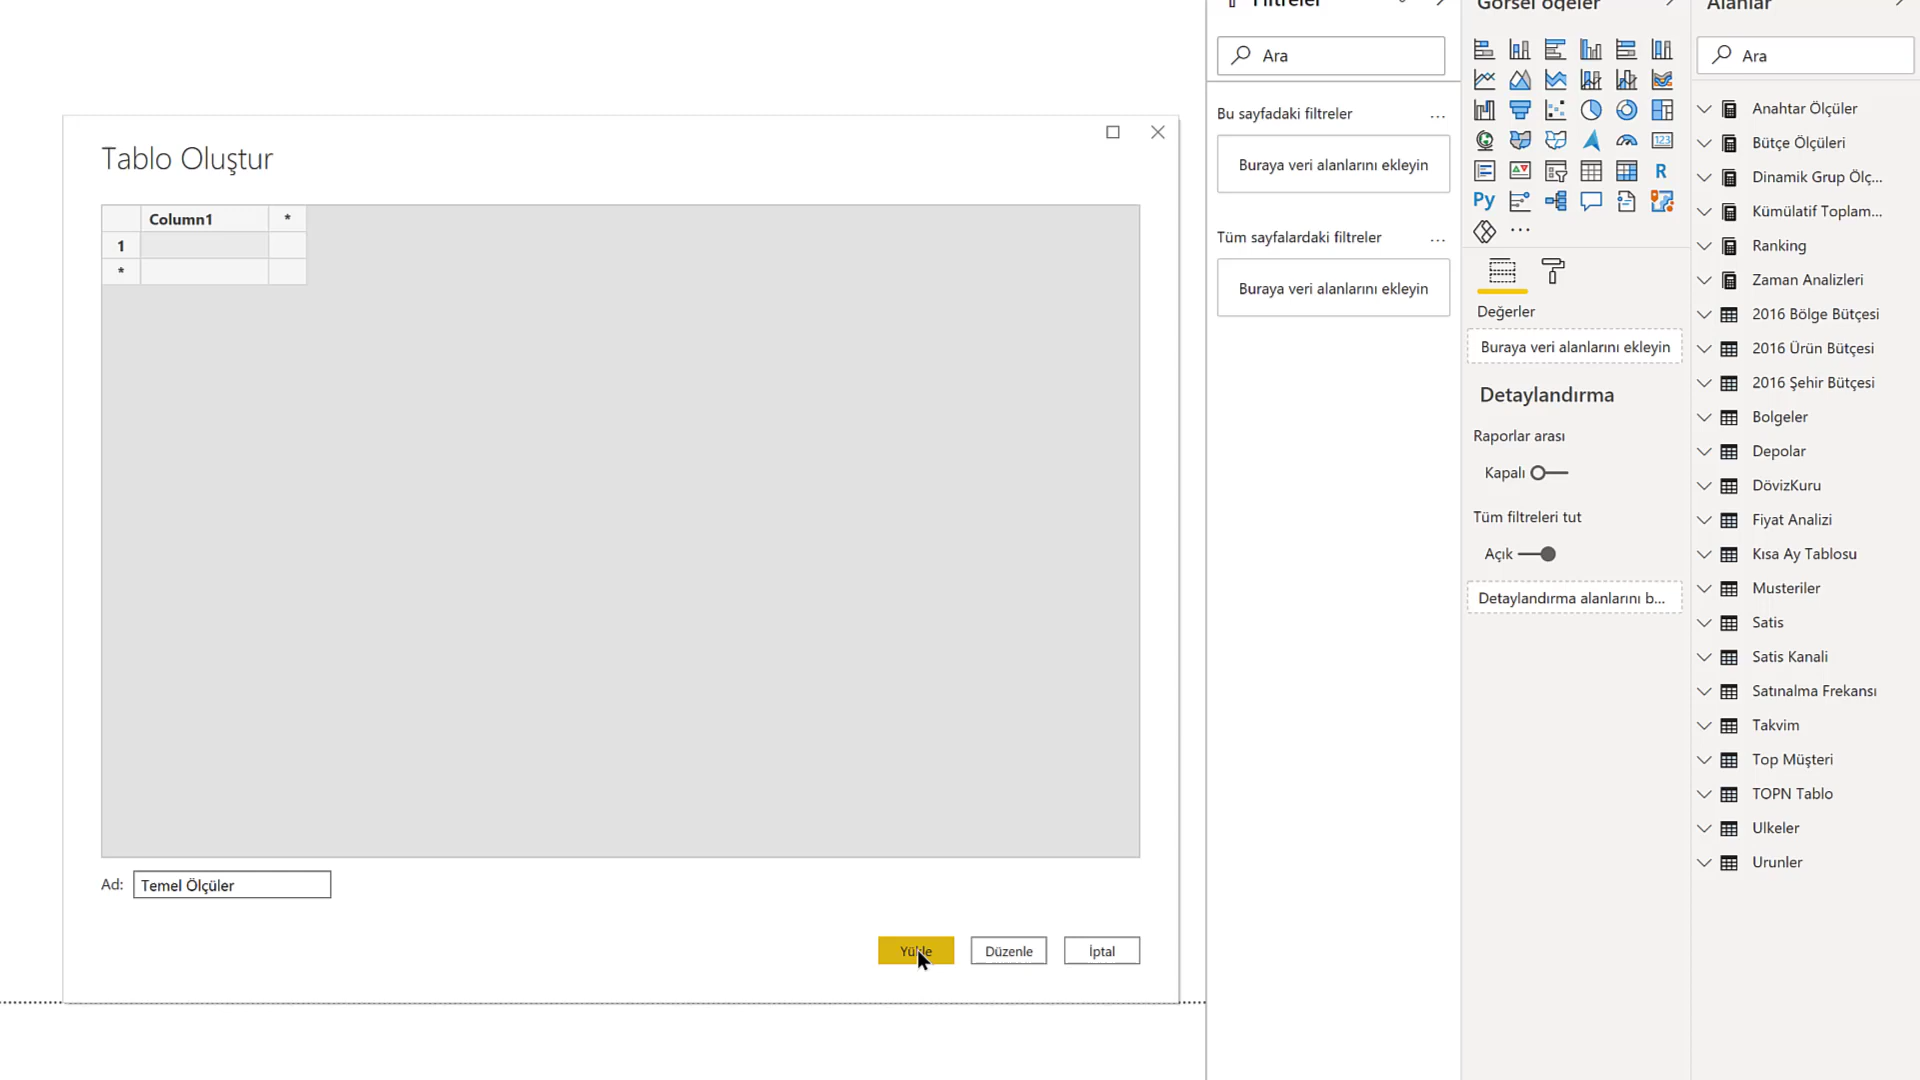 Tablo Oluştur
Column1 *
1
*
Ad: Temel Ölçüler
Yükle
Düzenle
İptal
Filtreler
Ara
Bu sayfadaki filtreler ...
Buraya veri alanlarını ekleyin
Tüm sayfalardaki filtreler ...
Buraya veri alanlarını ekleyin
Görsel öğeler
123
R
Py
...
Değerler
Buraya veri alanlarını ekleyin
Detaylandırma
Raporlar arası
Kapalı
Tüm filtreleri tut
Açık
Detaylandırma alanlarını b...
Alanlar
Ara
Anahtar Ölçüler
Bütçe Ölçüleri
Dinamik Grup Ölç...
Kümülatif Toplam...
Ranking
Zaman Analizleri
2016 Bölge Bütçesi
2016 Ürün Bütçesi
2016 Şehir Bütçesi
Bolgeler
Depolar
DövizKuru
Fiyat Analizi
Kısa Ay Tablosu
Musteriler
Satis
Satis Kanali
Satınalma Frekansı
Takvim
Top Müşteri
TOPN Tablo
Ulkeler
Urunler